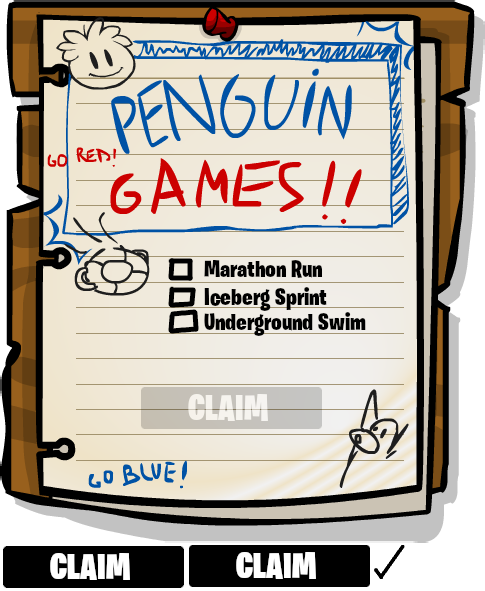 PENGUIN
GO RED!
GAMES!!
Marathon Run
Iceberg Sprint
Underground Swim
CLAIM
GO BLUE!
CLAIM
CLAIM